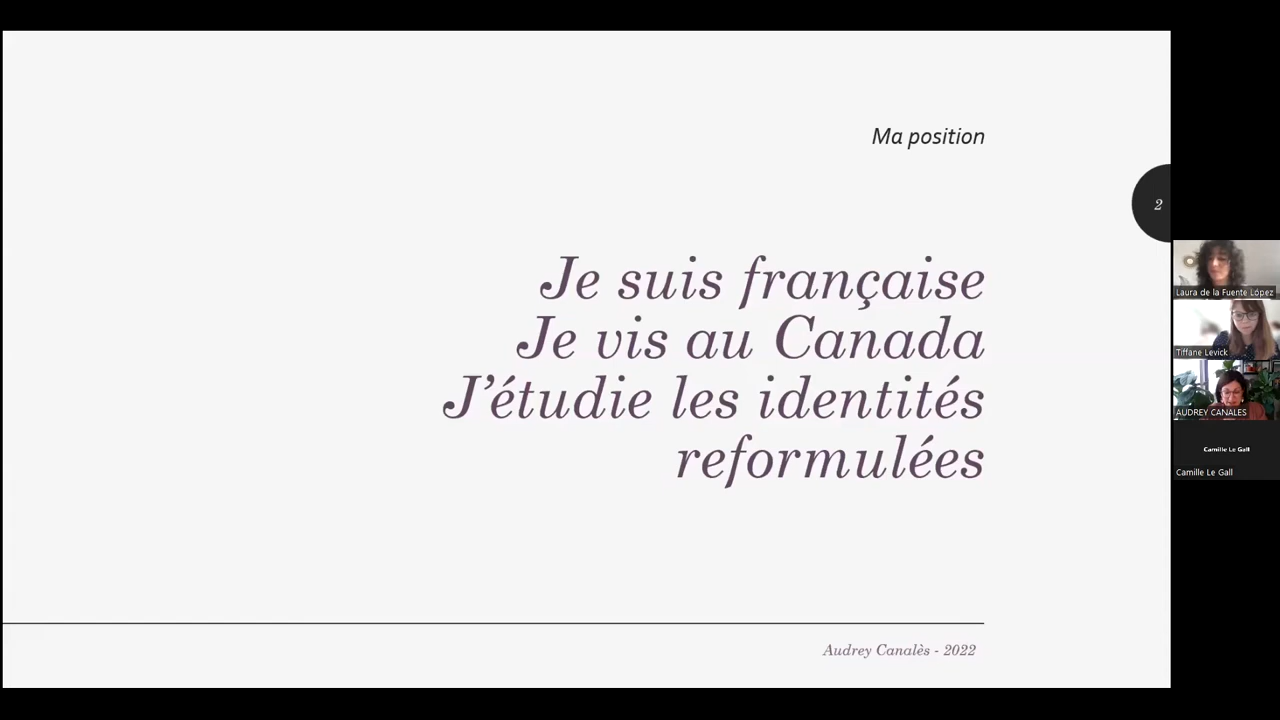 Ma position
2
Je suis française
Je vis au Canada
J'étudie les identités
reformulées
Audrey Canalès - 2022
Laura de la Fuente López
Tiffane Levick
AUDREY CANALES
Camille Le Gall
Camille Le Gall